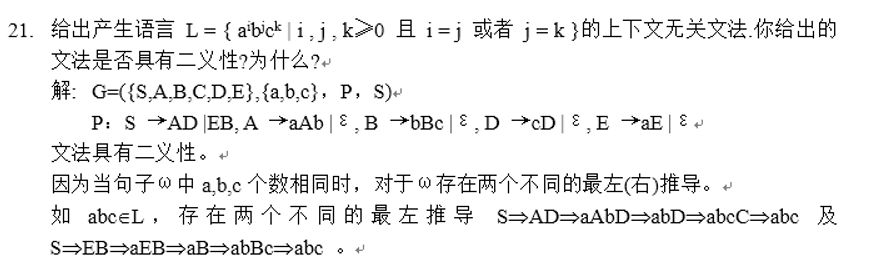 21. 给出产生语言 L = { aⁱbʲcᵏ | i , j , k≥0 且 i = j 或者 j = k }的上下文无关文法.你给出的
文法是否具有二义性?为什么?↵
解: G=({S,A,B,C,D,E},{a,b,c}，P，S)↵
P：S →AD |EB, A →aAb | ε , B →bBc | ε , D →cD | ε , E →aE | ε↵
文法具有二义性。↵
因为当句子ω中 a,b,c 个数相同时，对于ω存在两个不同的最左(右)推导。↵
如 abc∈L，存在两个不同的最左推导 S⇒AD⇒aAbD⇒abD⇒abcC⇒abc 及
S⇒EB⇒aEB⇒aB⇒abBc⇒abc 。↵